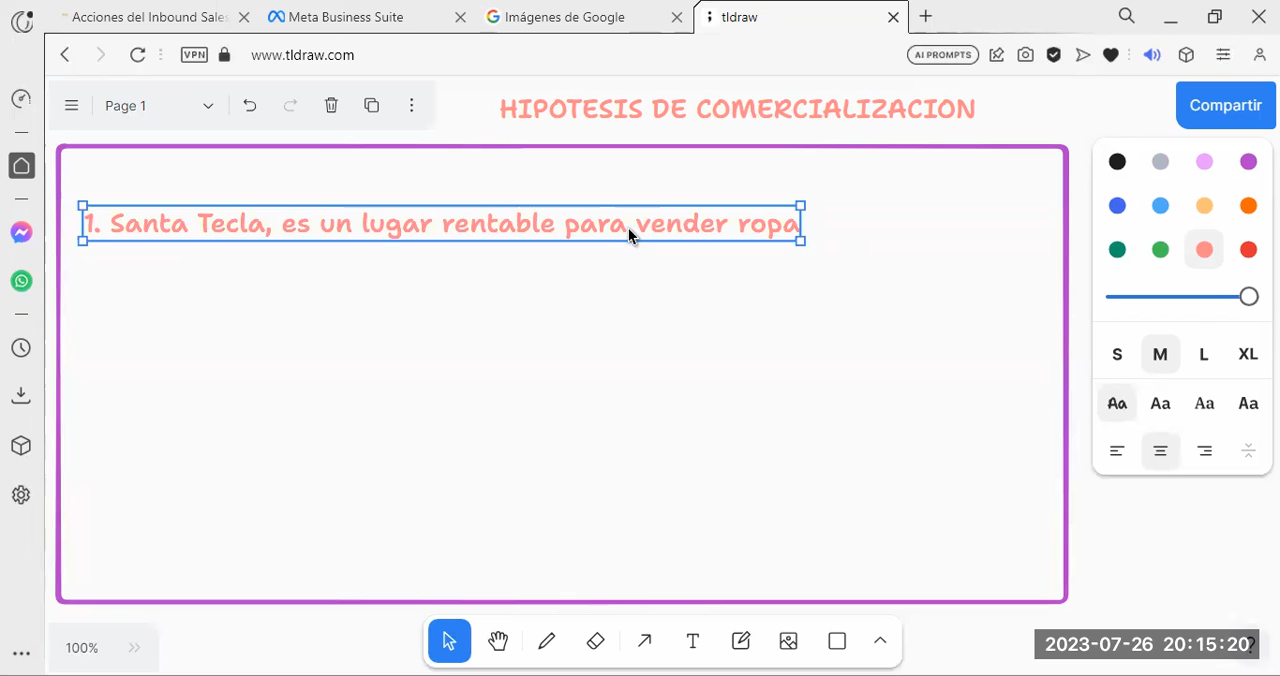 Acciones del Inbound Sales
Meta Business Suite
Imágenes de Google
tldraw
VPN
www.tldraw.com
AI PROMPTS
Page 1
HIPOTESIS DE COMERCIALIZACION
Compartir
1. Santa Tecla, es un lugar rentable para vender ropa
S M L XL
Aa Aa Aa Aa
T
100%
2023-07-26 20:15:20
?